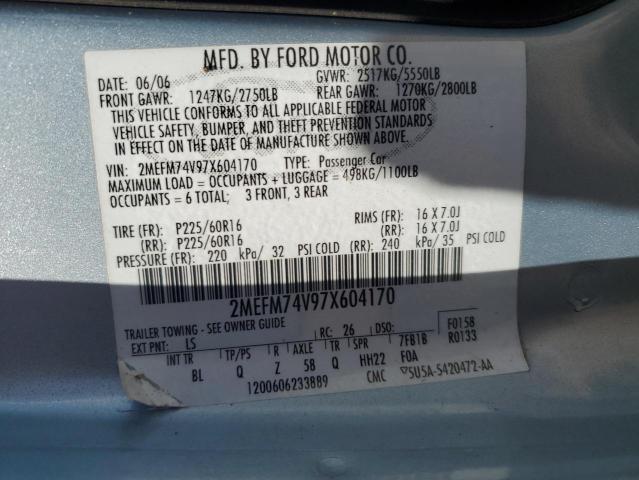 MFD. BY FORD MOTOR CO.
DATE: 06/06 GVWR: 2517KG/5550LB
FRONT GAWR: 1247KG/2750LB REAR GAWR: 1270KG/2800LB
THIS VEHICLE CONFORMS TO ALL APPLICABLE FEDERAL MOTOR
VEHICLE SAFETY, BUMPER, AND THEFT PREVENTION STANDARDS
IN EFFECT ON THE DATE OF MANUFACTURE SHOWN ABOVE.
VIN: 2MEFM74V97X604170 TYPE: Passenger Car
MAXIMUM LOAD = OCCUPANTS + LUGGAGE = 498KG/1100LB
OCCUPANTS = 6 TOTAL; 3 FRONT, 3 REAR
TIRE (FR): P225/60R16 RIMS (FR): 16 X 7.0J
(RR): P225/60R16 (RR): 16 X 7.0J
PRESSURE (FR): 220 kPa/ 32 PSI COLD (RR): 240 kPa/ 35 PSI COLD
2MEFM74V97X604170
TRAILER TOWING - SEE OWNER GUIDE F0158
EXT PNT: LS RC: 26 DSO: R0133
INT TR TP/PS R AXLE TR SPR 7FB1B
BL Q Z 58 Q HH22 F0A
1200606233889 CMC 5U5A-5420472-AA